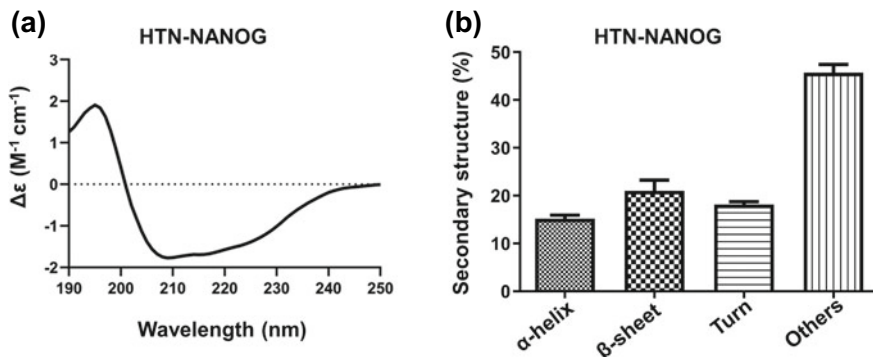 (a)
HTN-NANOG
Δε (M-1 cm-1)
3
2
1
0
-1
-2
190 200 210 220 230 240 250
Wavelength (nm)
(b)
HTN-NANOG
Secondary structure (%)
50
40
30
20
10
0
α-helix
β-sheet
Turn
Others